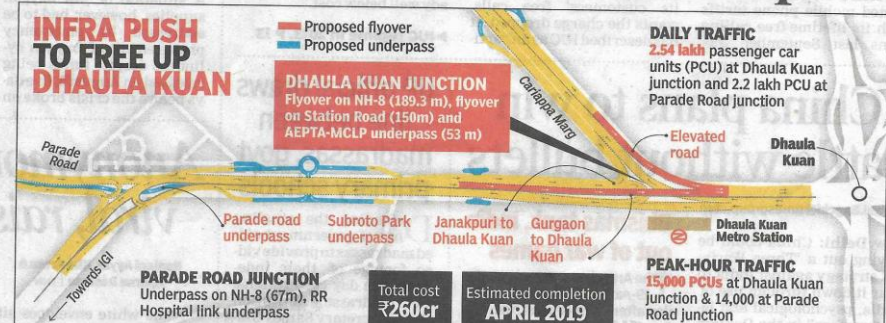 INFRA PUSH
TO FREE UP
DHAULA KUAN
Proposed flyover
Proposed underpass
DHAULA KUAN JUNCTION
Flyover on NH-8 (189.3 m), flyover
on Station Road (150m) and
AEPTA-MCLP underpass (53 m)
Cariappa Marg
DAILY TRAFFIC
2.54 lakh passenger car
units (PCU) at Dhaula Kuan
junction and 2.2 lakh PCU at
Parade Road junction
Elevated
road
Dhaula
Kuan
Parade
Road
Parade road
underpass
Subroto Park
underpass
Janakpuri to
Dhaula Kuan
Gurgaon
to Dhaula
Kuan
Dhaula Kuan
Metro Station
Towards IGI
PARADE ROAD JUNCTION
Underpass on NH-8 (67m), RR
Hospital link underpass
Total cost
₹260cr
Estimated completion
APRIL 2019
PEAK-HOUR TRAFFIC
15,000 PCUs at Dhaula Kuan
junction & 14,000 at Parade
Road junction